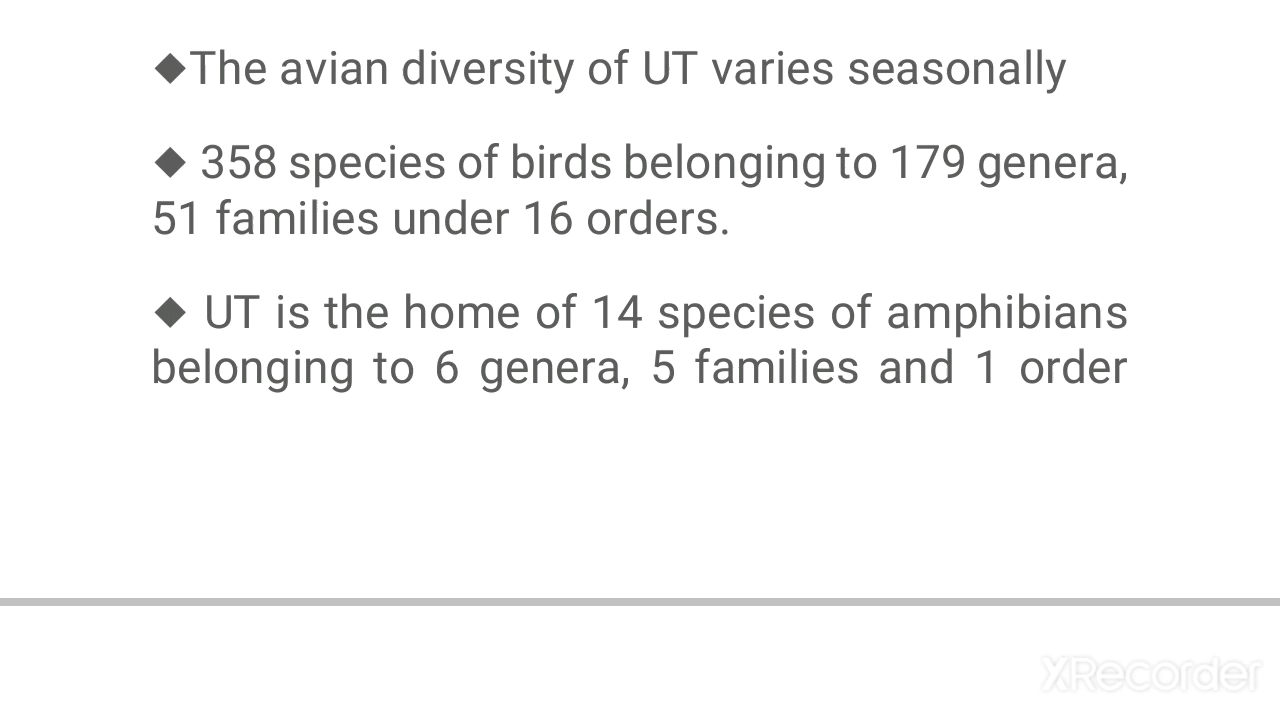 ◆The avian diversity of UT varies seasonally
◆ 358 species of birds belonging to 179 genera,
51 families under 16 orders.
◆ UT is the home of 14 species of amphibians
belonging to 6 genera, 5 families and 1 order
XRecorder